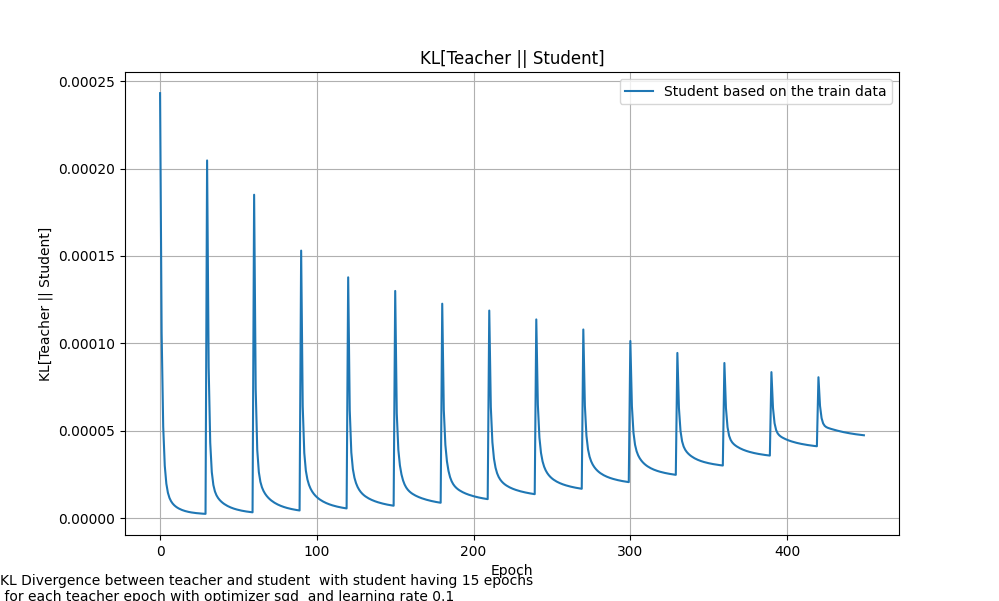 KL[Teacher || Student]
Student based on the train data
0.00025
0.00020
0.00015
0.00010
0.00005
0.00000
KL[Teacher || Student]
0 100 200 300 400
Epoch
KL Divergence between teacher and student with student having 15 epochs
for each teacher epoch with optimizer sgd and learning rate 0.1